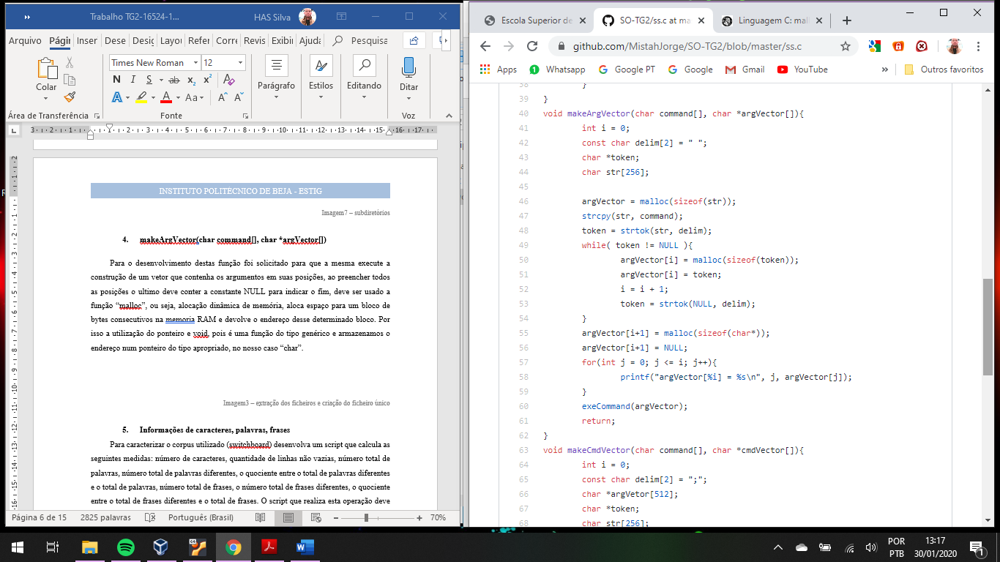 Trabalho TG2-16524-1...
HAS Silva
Arquivo Págin Inser Dese Desig Layou Refer Corre Revis Exibir Ajuda Pesquisa
Times New Roman 12
N I S ab x₂ x²
A A Aa A A
Colar
Parágrafo
Estilos
Editando
Ditar
Área de Transferência
Fonte
Voz
INSTITUTO POLITÉCNICO DE BEJA - ESTIG
Imagem7 – subdiretórios
4. makeArgVector(char command[], char *argVector[])
Para o desenvolvimento destas função foi solicitado para que a mesma execute a
construção de um vetor que contenha os argumentos em suas posições, ao preencher todos
as posições o ultimo deve conter a constante NULL para indicar o fim, deve ser usado a
função “malloc”, ou seja, alocação dinâmica de memória, aloca espaço para um bloco de
bytes consecutivos na memoria RAM e devolve o endereço desse determinado bloco. Por
isso a utilização do ponteiro e void, pois é uma função do tipo genérico e armazenamos o
endereço num ponteiro do tipo apropriado, no nosso caso “char”.
Imagem3 – extração dos ficheiros e criação do ficheiro único
5. Informações de caracteres, palavras, frases
Para caracterizar o corpus utilizado (switchboard) desenvolva um script que calcula as
seguintes medidas: número de caracteres, quantidade de linhas não vazias, número total de
palavras, número total de palavras diferentes, o quociente entre o total de palavras diferentes
e o total de palavras, número total de frases, o número total de frases diferentes, o quociente
entre o total de frases diferentes e o total de frases. O script que realiza esta operação deve
Página 6 de 15 2825 palavras Português (Brasil) 70%
Escola Superior de
SO-TG2/ss.c at ma
Linguagem C: mal
github.com/MistahJorge/SO-TG2/blob/master/ss.c
Apps Whatsapp Google PT Google Gmail YouTube » Outros favoritos
38 }
39 }
40 void makeArgVector(char command[], char *argVector[]){
41 int i = 0;
42 const char delim[2] = " ";
43 char *token;
44 char str[256];
45
46 argVector = malloc(sizeof(str));
47 strcpy(str, command);
48 token = strtok(str, delim);
49 while( token != NULL ){
50 argVector[i] = malloc(sizeof(token));
51 argVector[i] = token;
52 i = i + 1;
53 token = strtok(NULL, delim);
54 }
55 argVector[i+1] = malloc(sizeof(char*));
56 argVector[i+1] = NULL;
57 for(int j = 0; j <= i; j++){
58 printf("argVector[%i] = %s\n", j, argVector[j]);
59 }
60 exeCommand(argVector);
61 return;
62 }
63 void makeCmdVector(char command[], char *cmdVector[]){
64 int i = 0;
65 const char delim[2] = ";";
66 char *argVetor[512];
67 char *token;
68 char str[256];
POR
PTB
13:17
30/01/2020
1